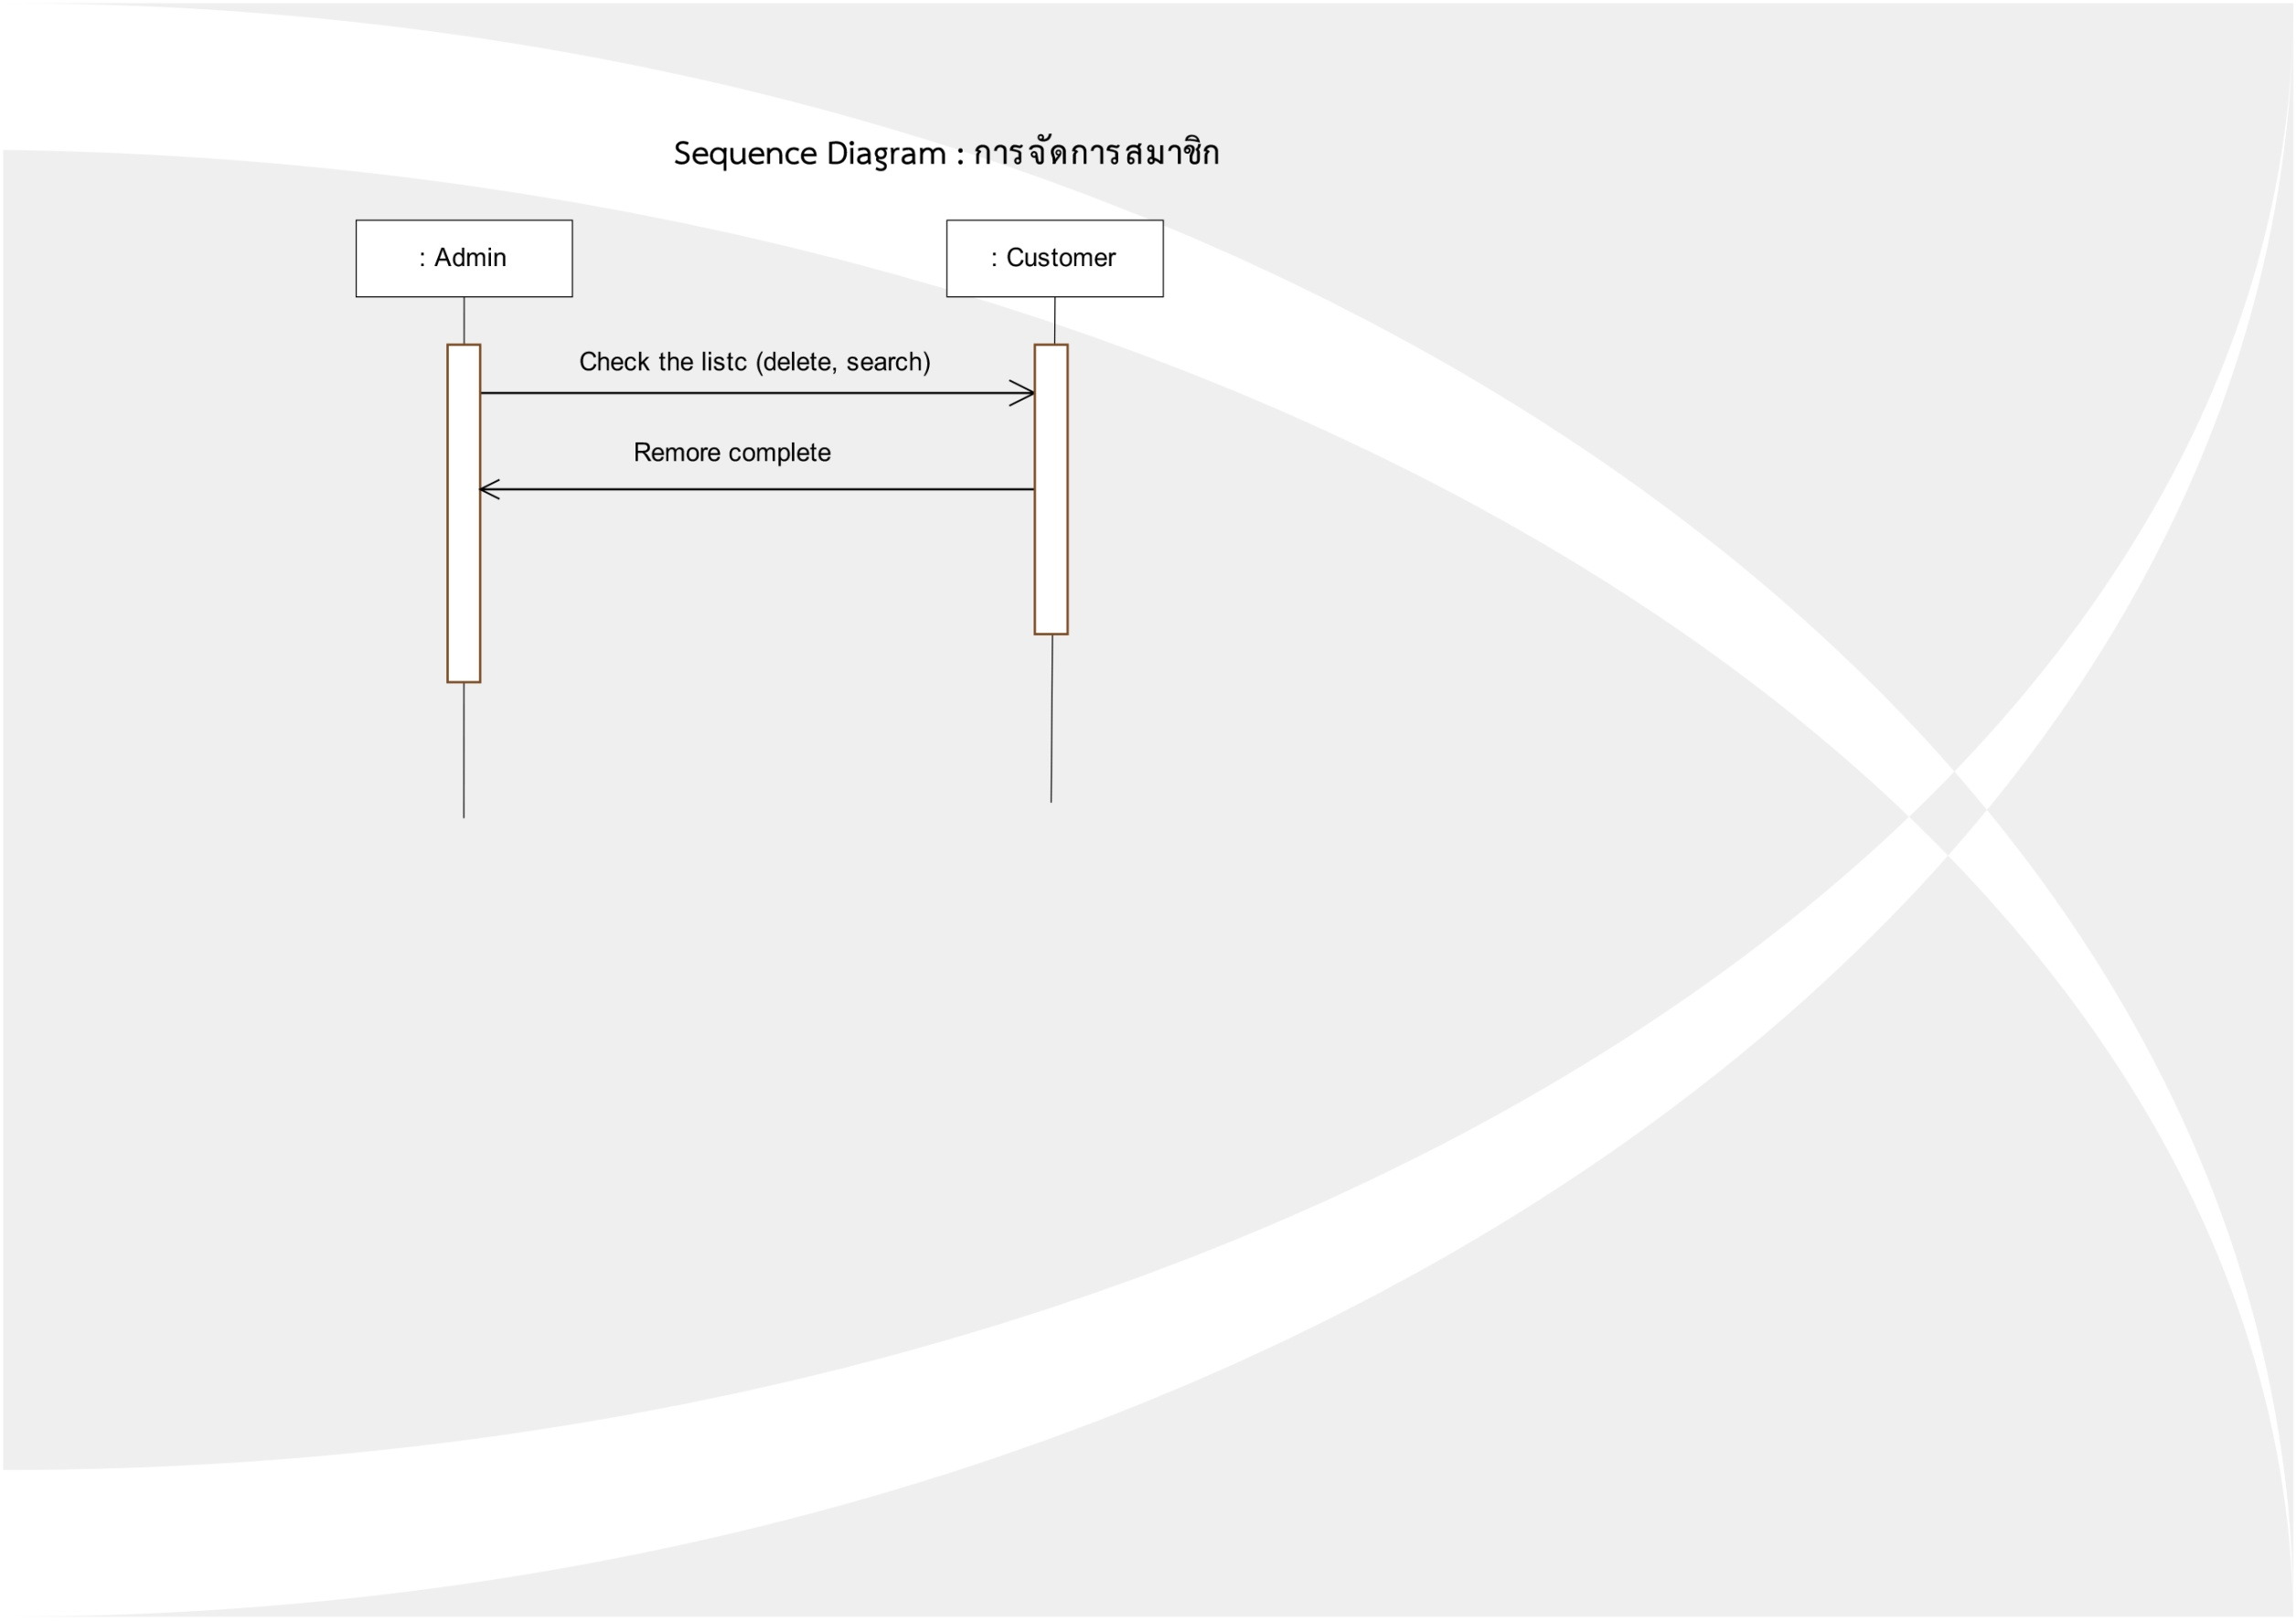 Sequence Diagram : การจัดการสมาชิก
: Admin
: Customer
Check the listc (delete, search)
Remore complete